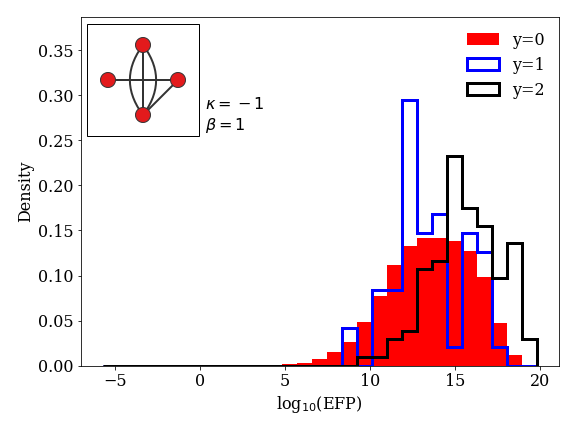 κ = −1
β = 1
y=0
y=1
y=2
Density
0.35
0.30
0.25
0.20
0.15
0.10
0.05
0.00
−5 0 5 10 15 20
log₁₀(EFP)